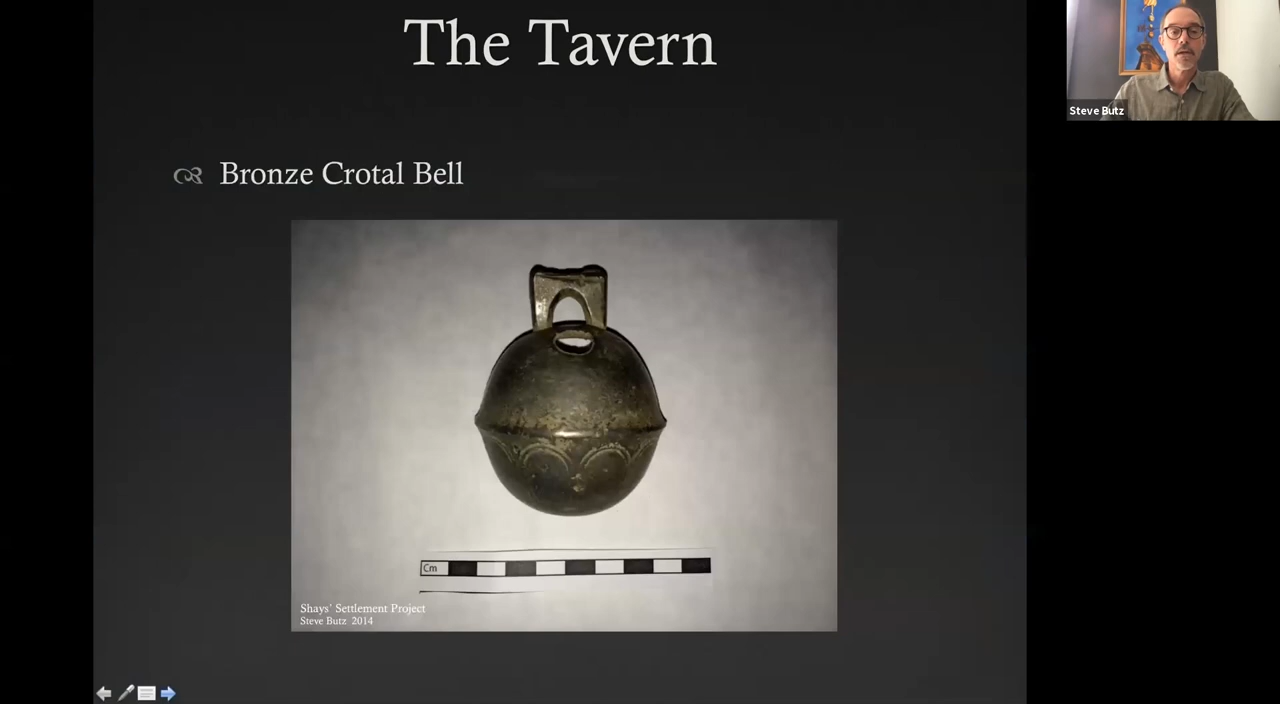 The Tavern
Steve Butz
Bronze Crotal Bell
Cm
Shays' Settlement Project
Steve Butz 2014